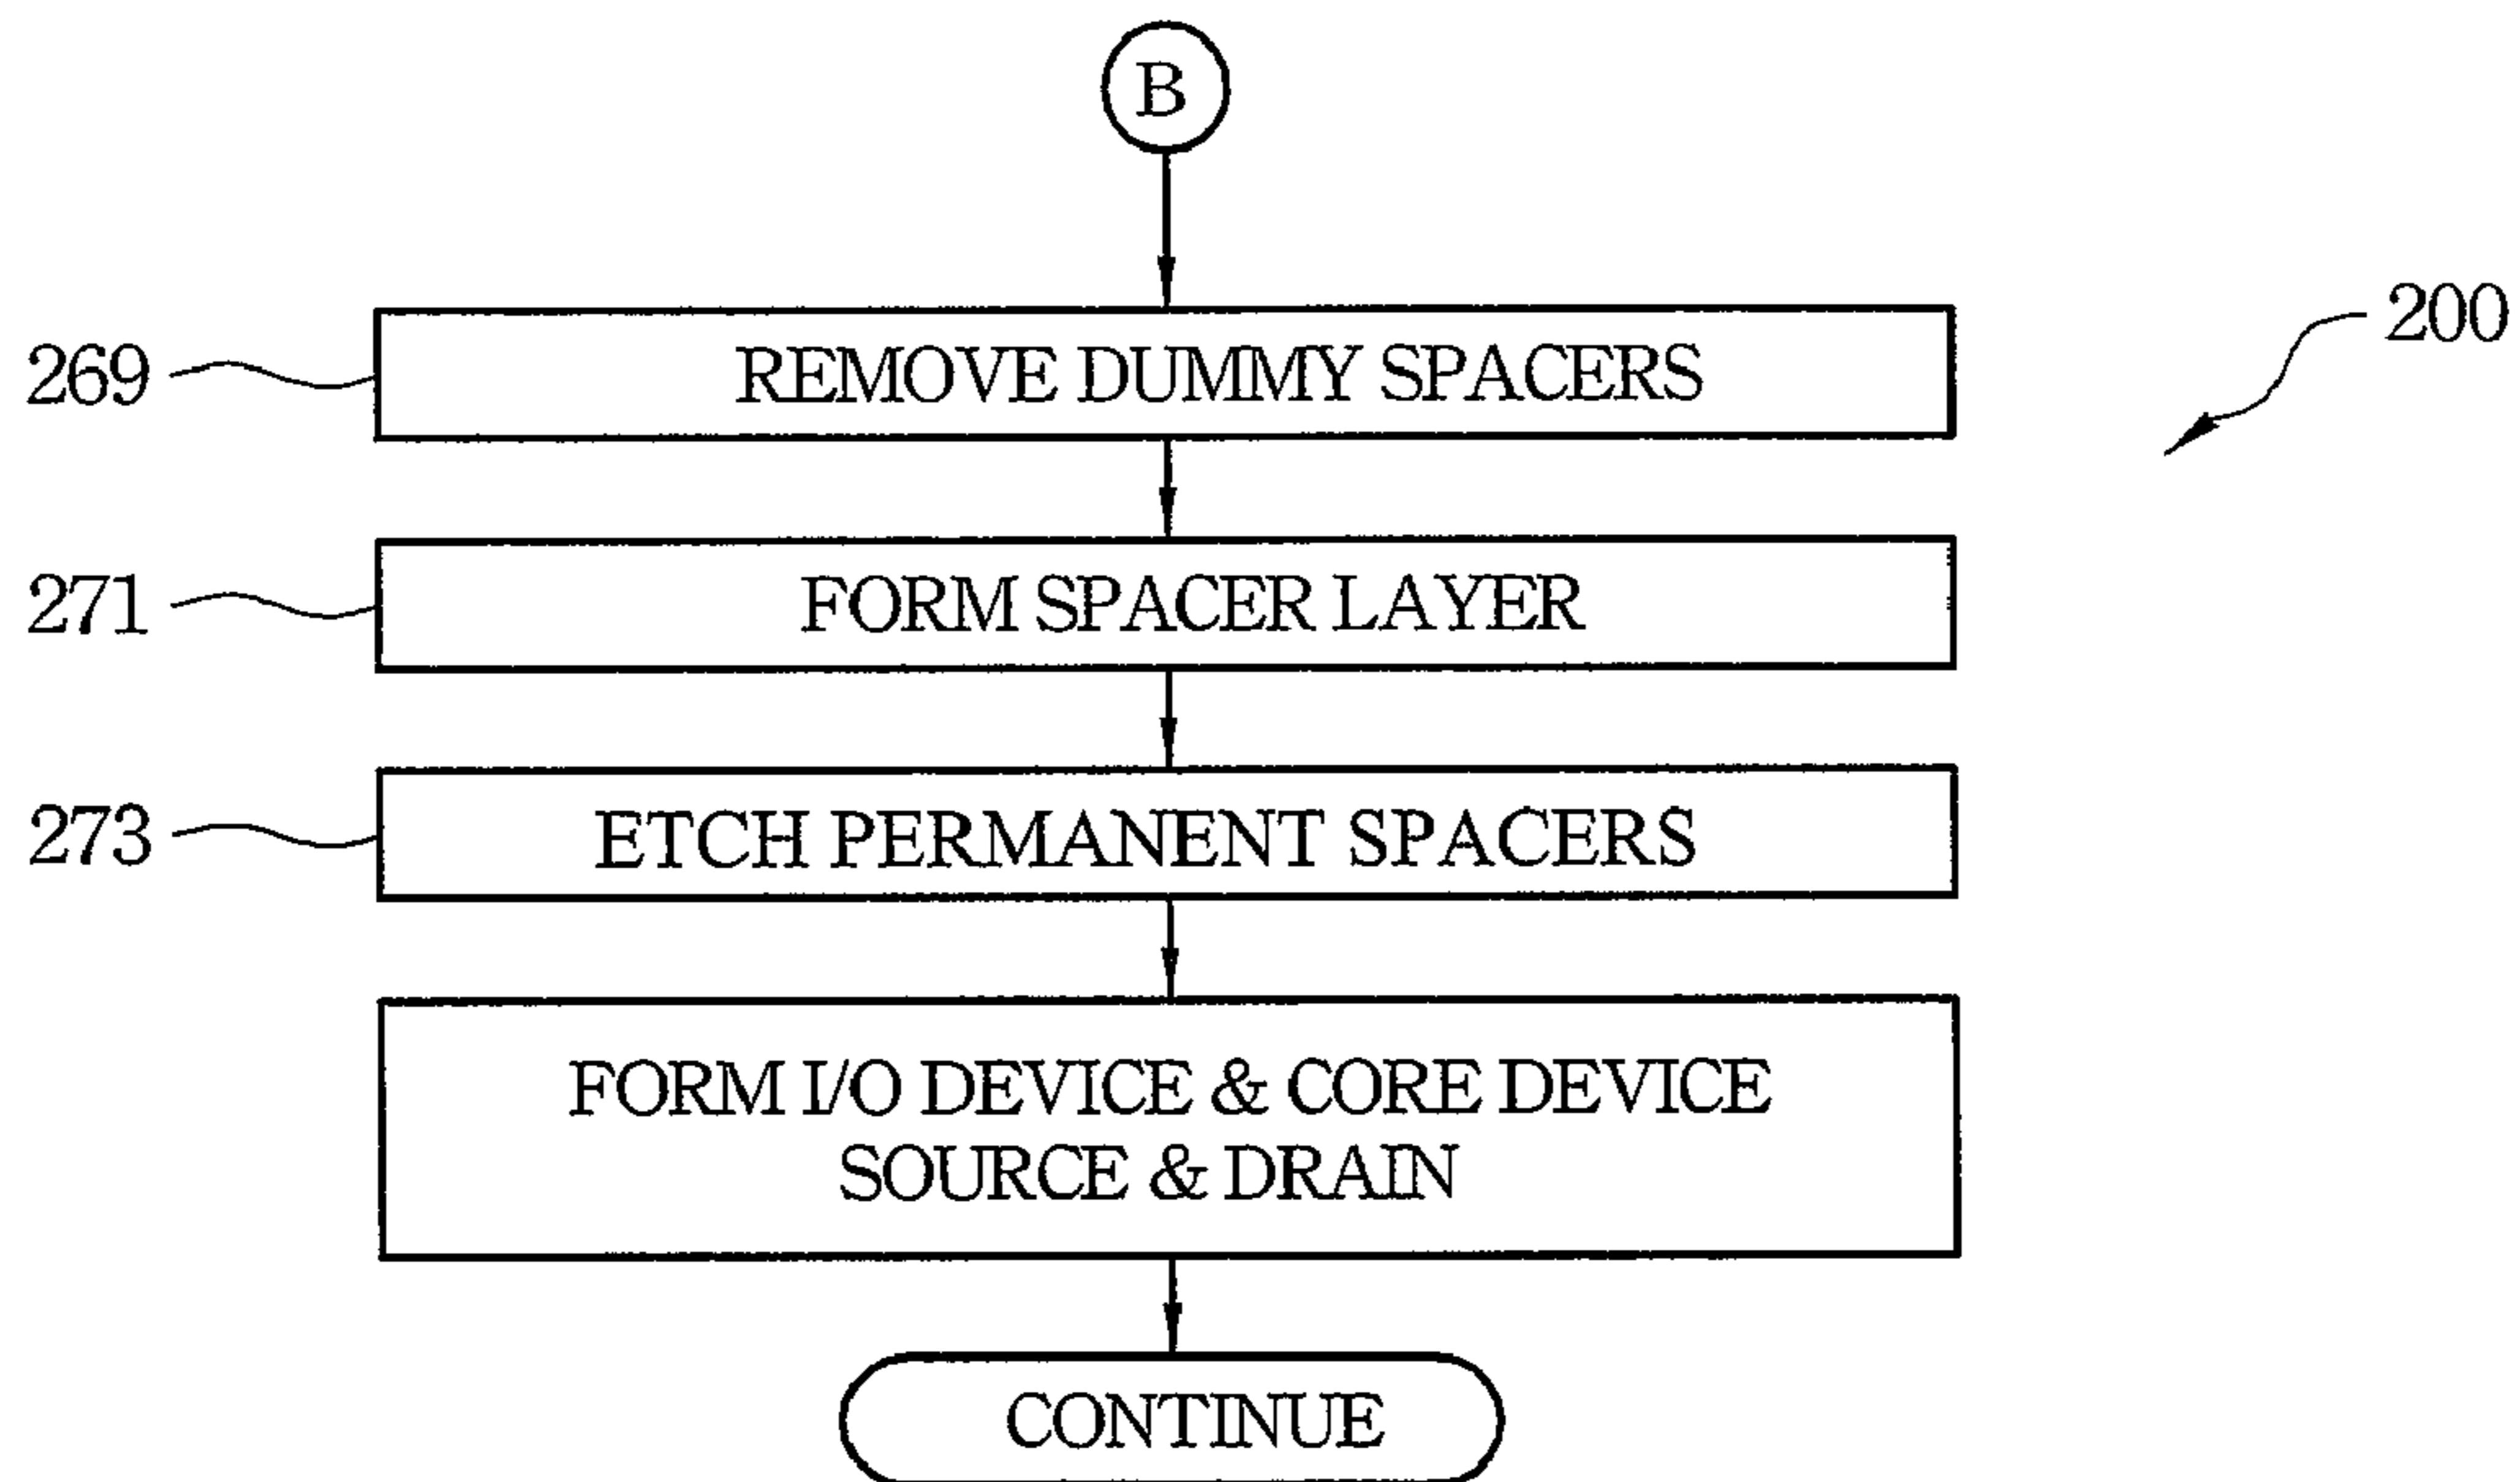 B
200
269 REMOVE DUMMY SPACERS
271 FORM SPACER LAYER
273 ETCH PERMANENT SPACERS
FORM I/O DEVICE & CORE DEVICE
SOURCE & DRAIN
CONTINUE